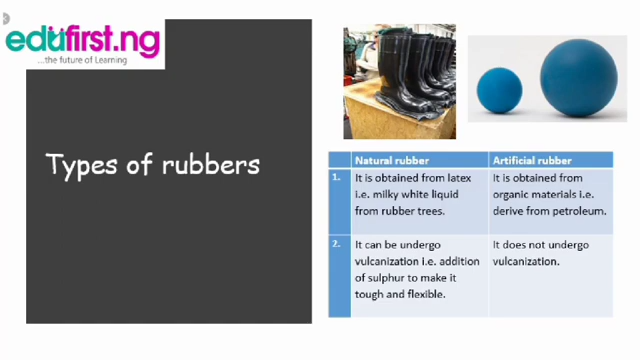 edufirst.ng
...the future of Learning
Types of rubbers
Natural rubber
Artificial rubber
1.
It is obtained from latex
i.e. milky white liquid
from rubber trees.
It is obtained from
organic materials i.e.
derive from petroleum.
2.
It can be undergo
vulcanization i.e. addition
of sulphur to make it
tough and flexible.
It does not undergo
vulcanization.